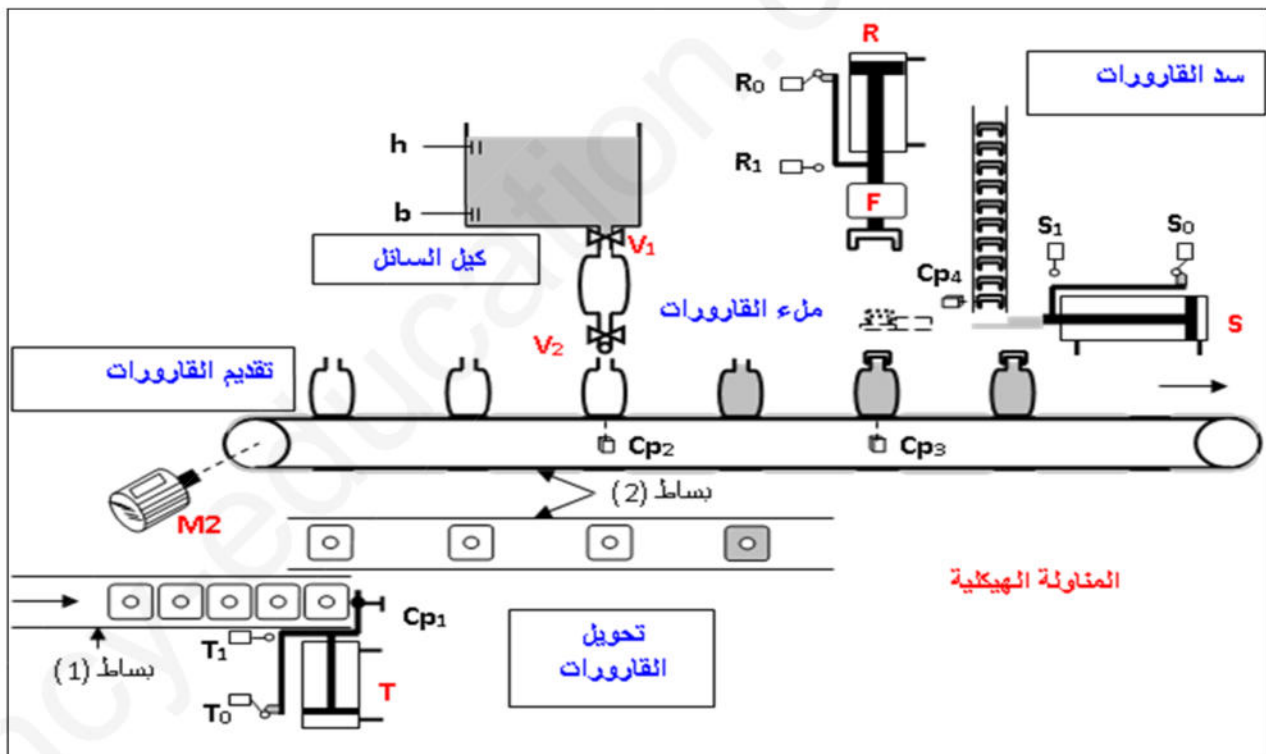 R
سد القارورات
R0
h
R1
F
b
S1
S0
V1
كيل السائل
Cp4
ملء القارورات
S
V2
تقديم القارورات
Cp2
Cp3
بساط (2)
M2
المناولة الهيكلية
Cp1
تحويل
القارورات
T1
بساط (1)
T
T0
ncyeducation.c